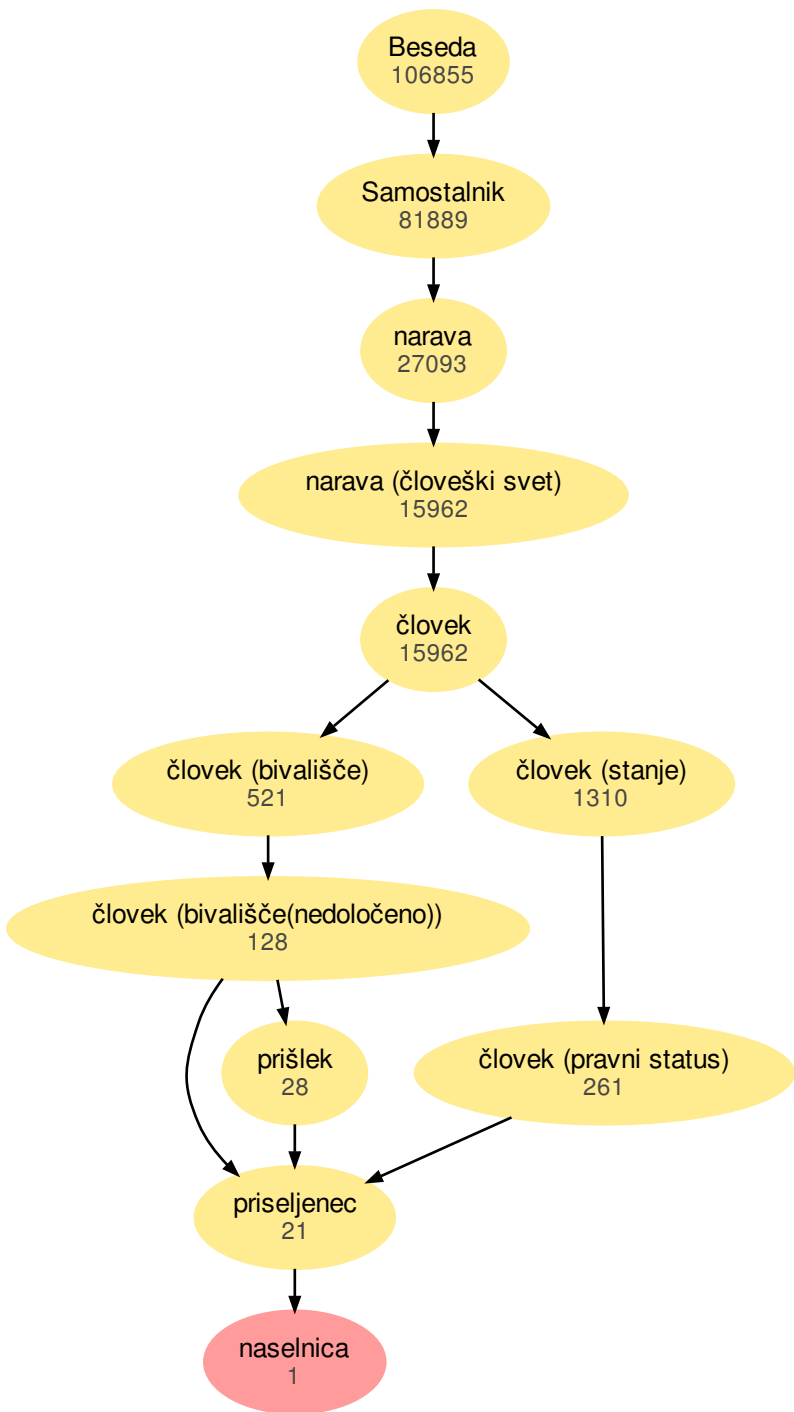 Beseda
106855
Samostalnik
81889
narava
27093
narava (človeški svet)
15962
človek
15962
človek (bivališče)
521
človek (stanje)
1310
človek (bivališče(nedoločeno))
128
prišlek
28
človek (pravni status)
261
priseljenec
21
naselnica
1